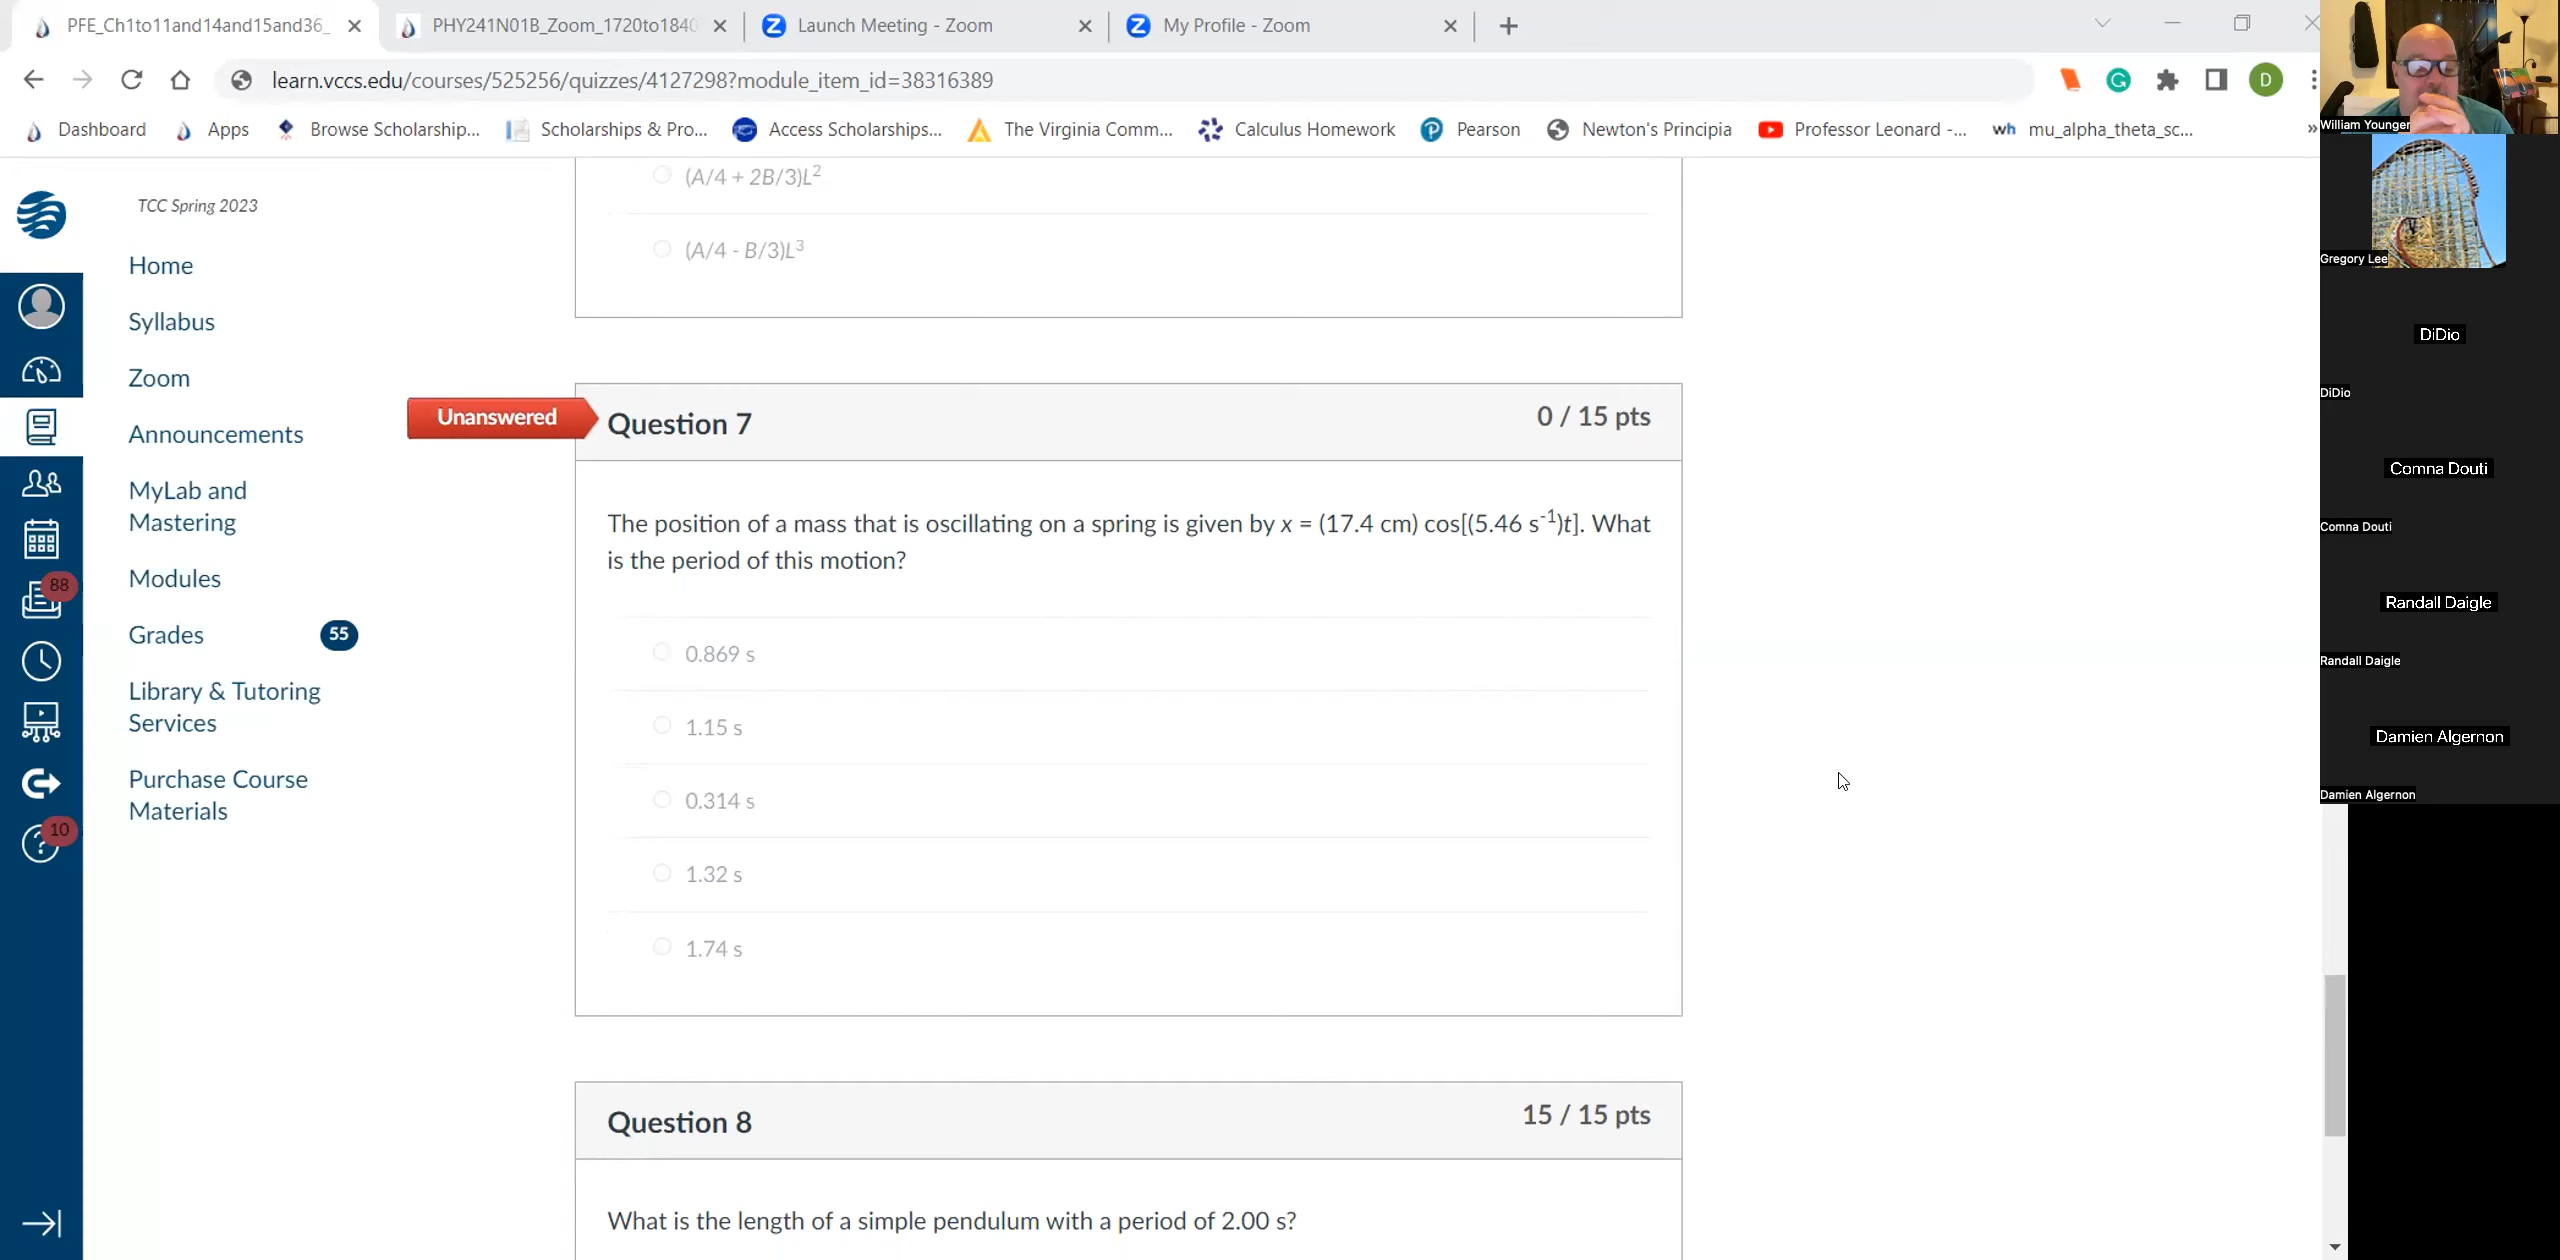 PFE_Ch1to11and14and15and36_
PHY241N01B_Zoom_1720to1840
Launch Meeting - Zoom
My Profile - Zoom
learn.vccs.edu/courses/525256/quizzes/4127298?module_item_id=38316389
D
Dashboard
Apps
Browse Scholarship...
Scholarships & Pro...
Access Scholarships...
The Virginia Comm...
Calculus Homework
Pearson
Newton's Principia
Professor Leonard -...
wh mu_alpha_theta_sc...
»
William Younger
Gregory Lee
DiDio
DiDio
Comna Douti
Comna Douti
Randall Daigle
Randall Daigle
Damien Algernon
Damien Algernon
TCC Spring 2023
Home
Syllabus
Zoom
Announcements
MyLab and
Mastering
Modules
Grades 55
Library & Tutoring
Services
Purchase Course
Materials
88
10
(A/4 + 2B/3)L²
(A/4 - B/3)L³
Unanswered
Question 7
0 / 15 pts
The position of a mass that is oscillating on a spring is given by x = (17.4 cm) cos[(5.46 s⁻¹)t]. What
is the period of this motion?
0.869 s
1.15 s
0.314 s
1.32 s
1.74 s
Question 8
15 / 15 pts
What is the length of a simple pendulum with a period of 2.00 s?